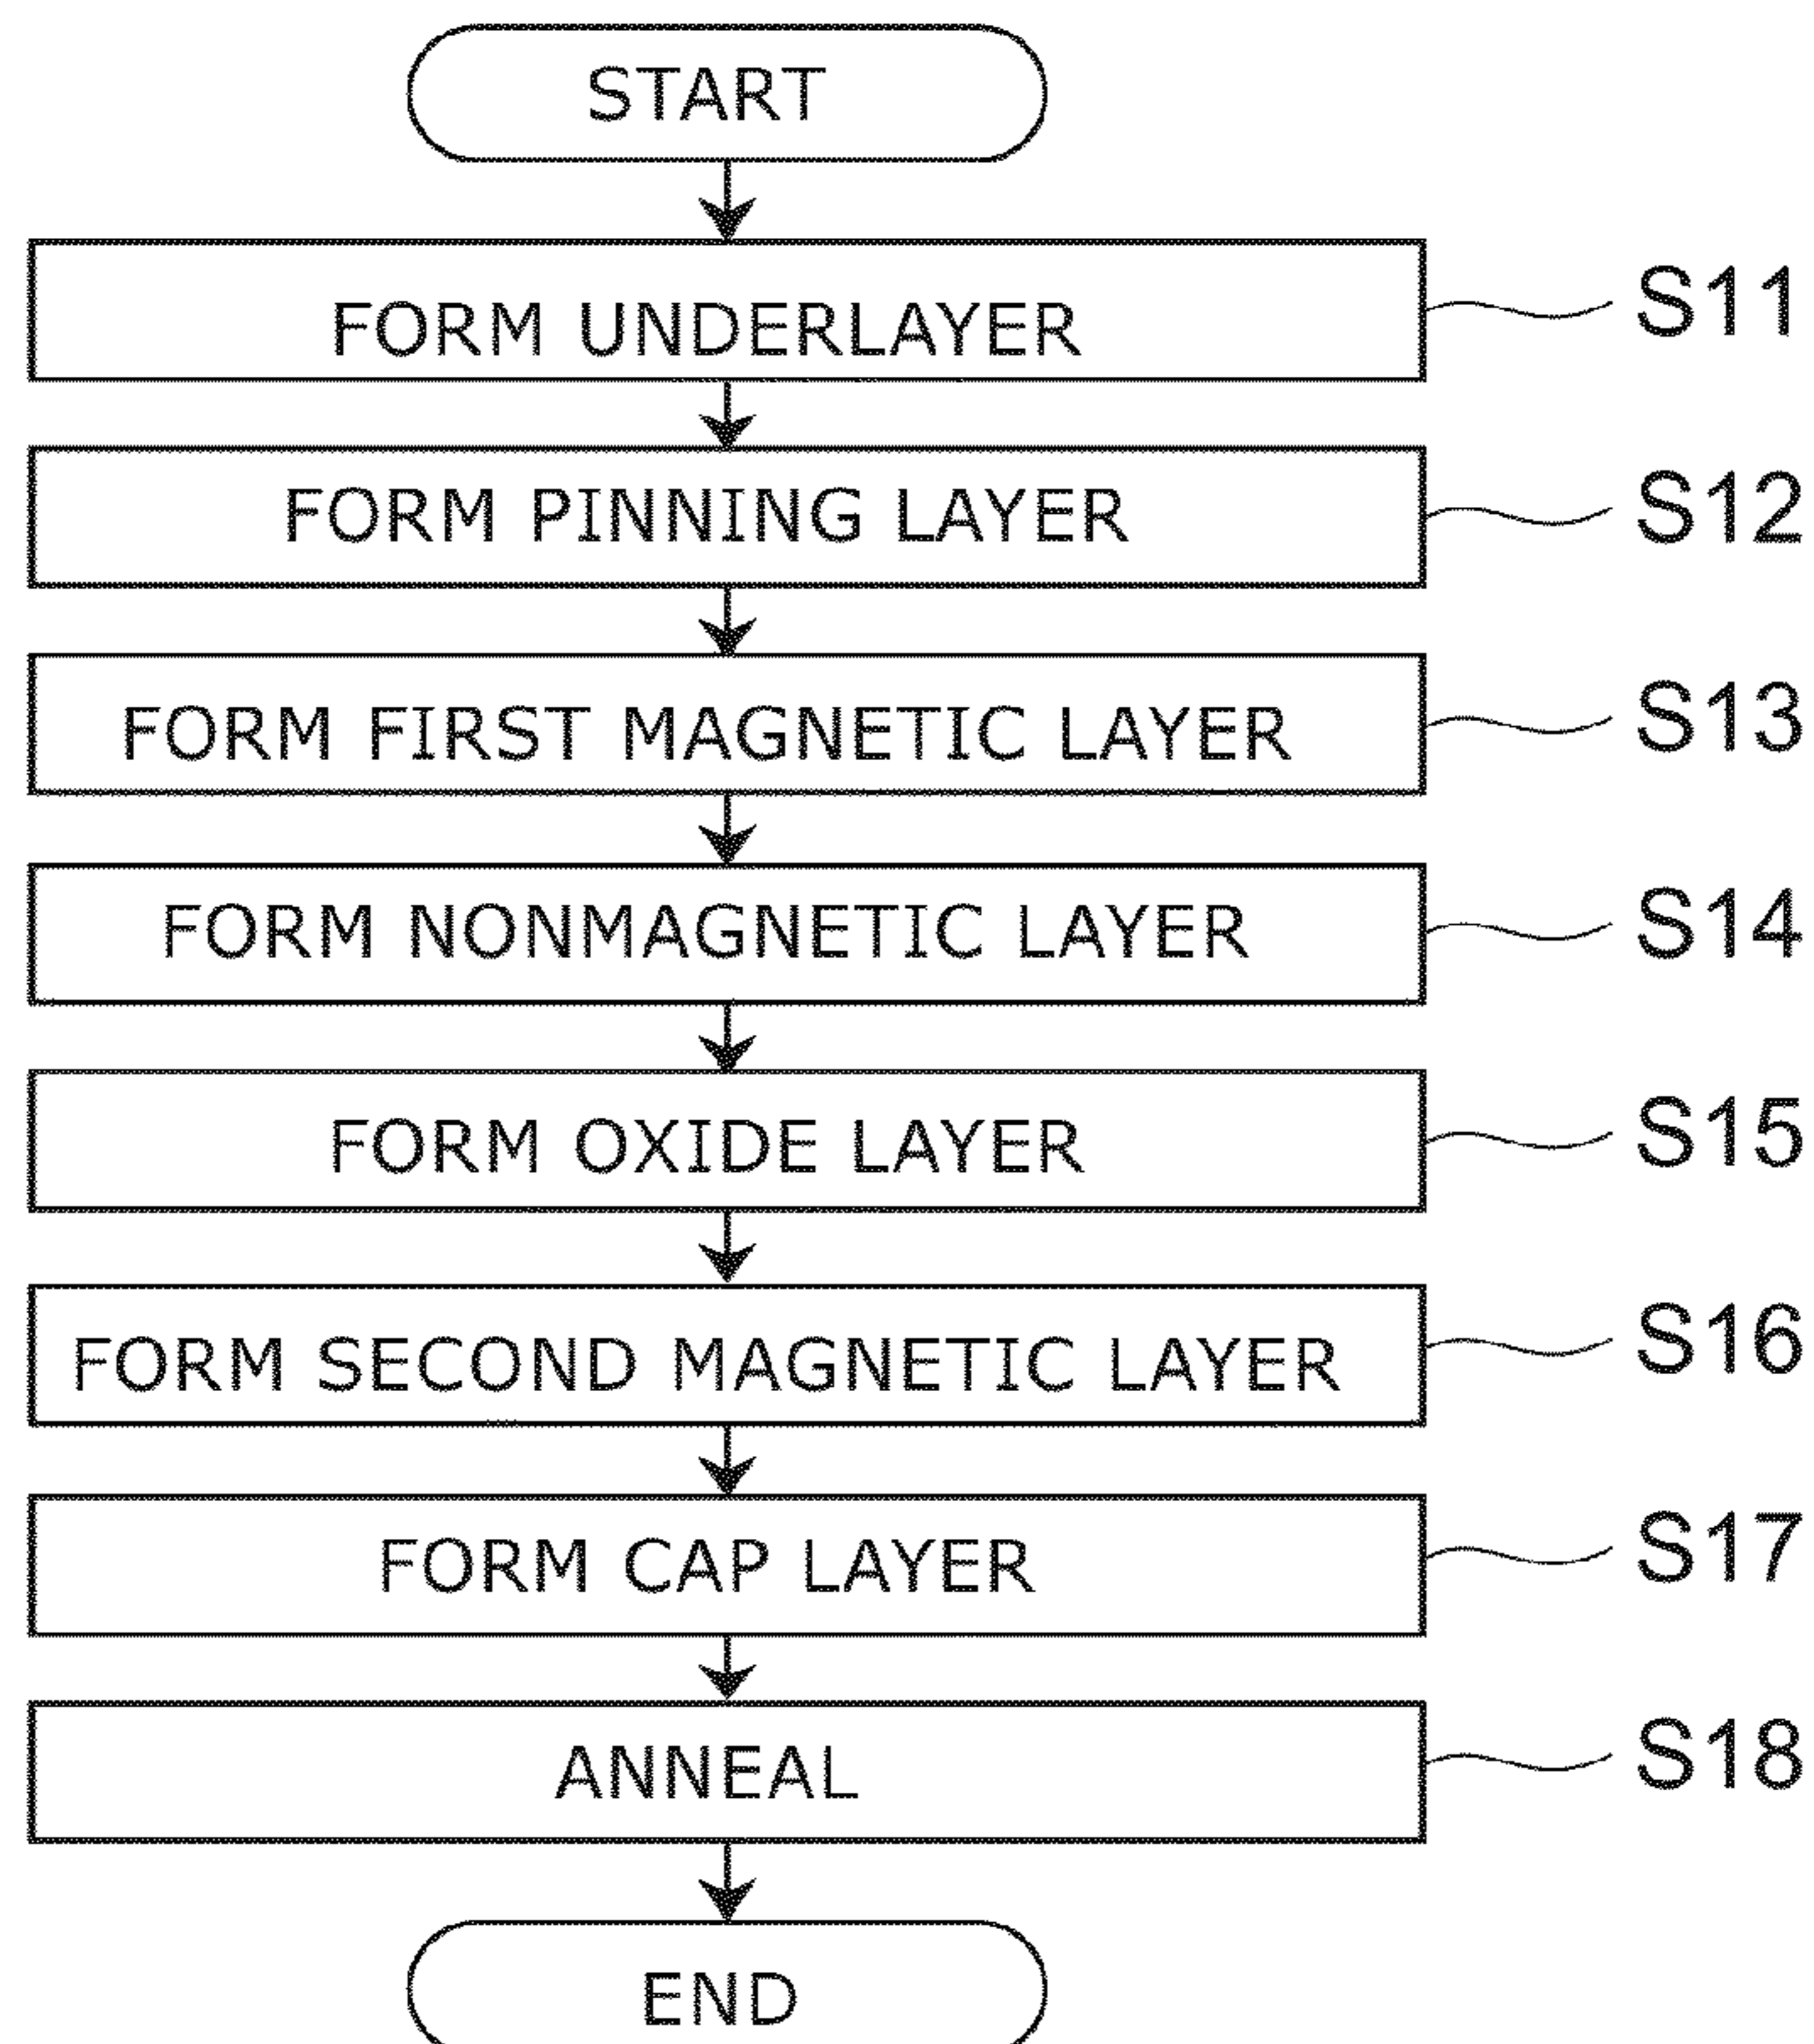 START
FORM UNDERLAYER S11
FORM PINNING LAYER S12
FORM FIRST MAGNETIC LAYER S13
FORM NONMAGNETIC LAYER S14
FORM OXIDE LAYER S15
FORM SECOND MAGNETIC LAYER S16
FORM CAP LAYER S17
ANNEAL S18
END